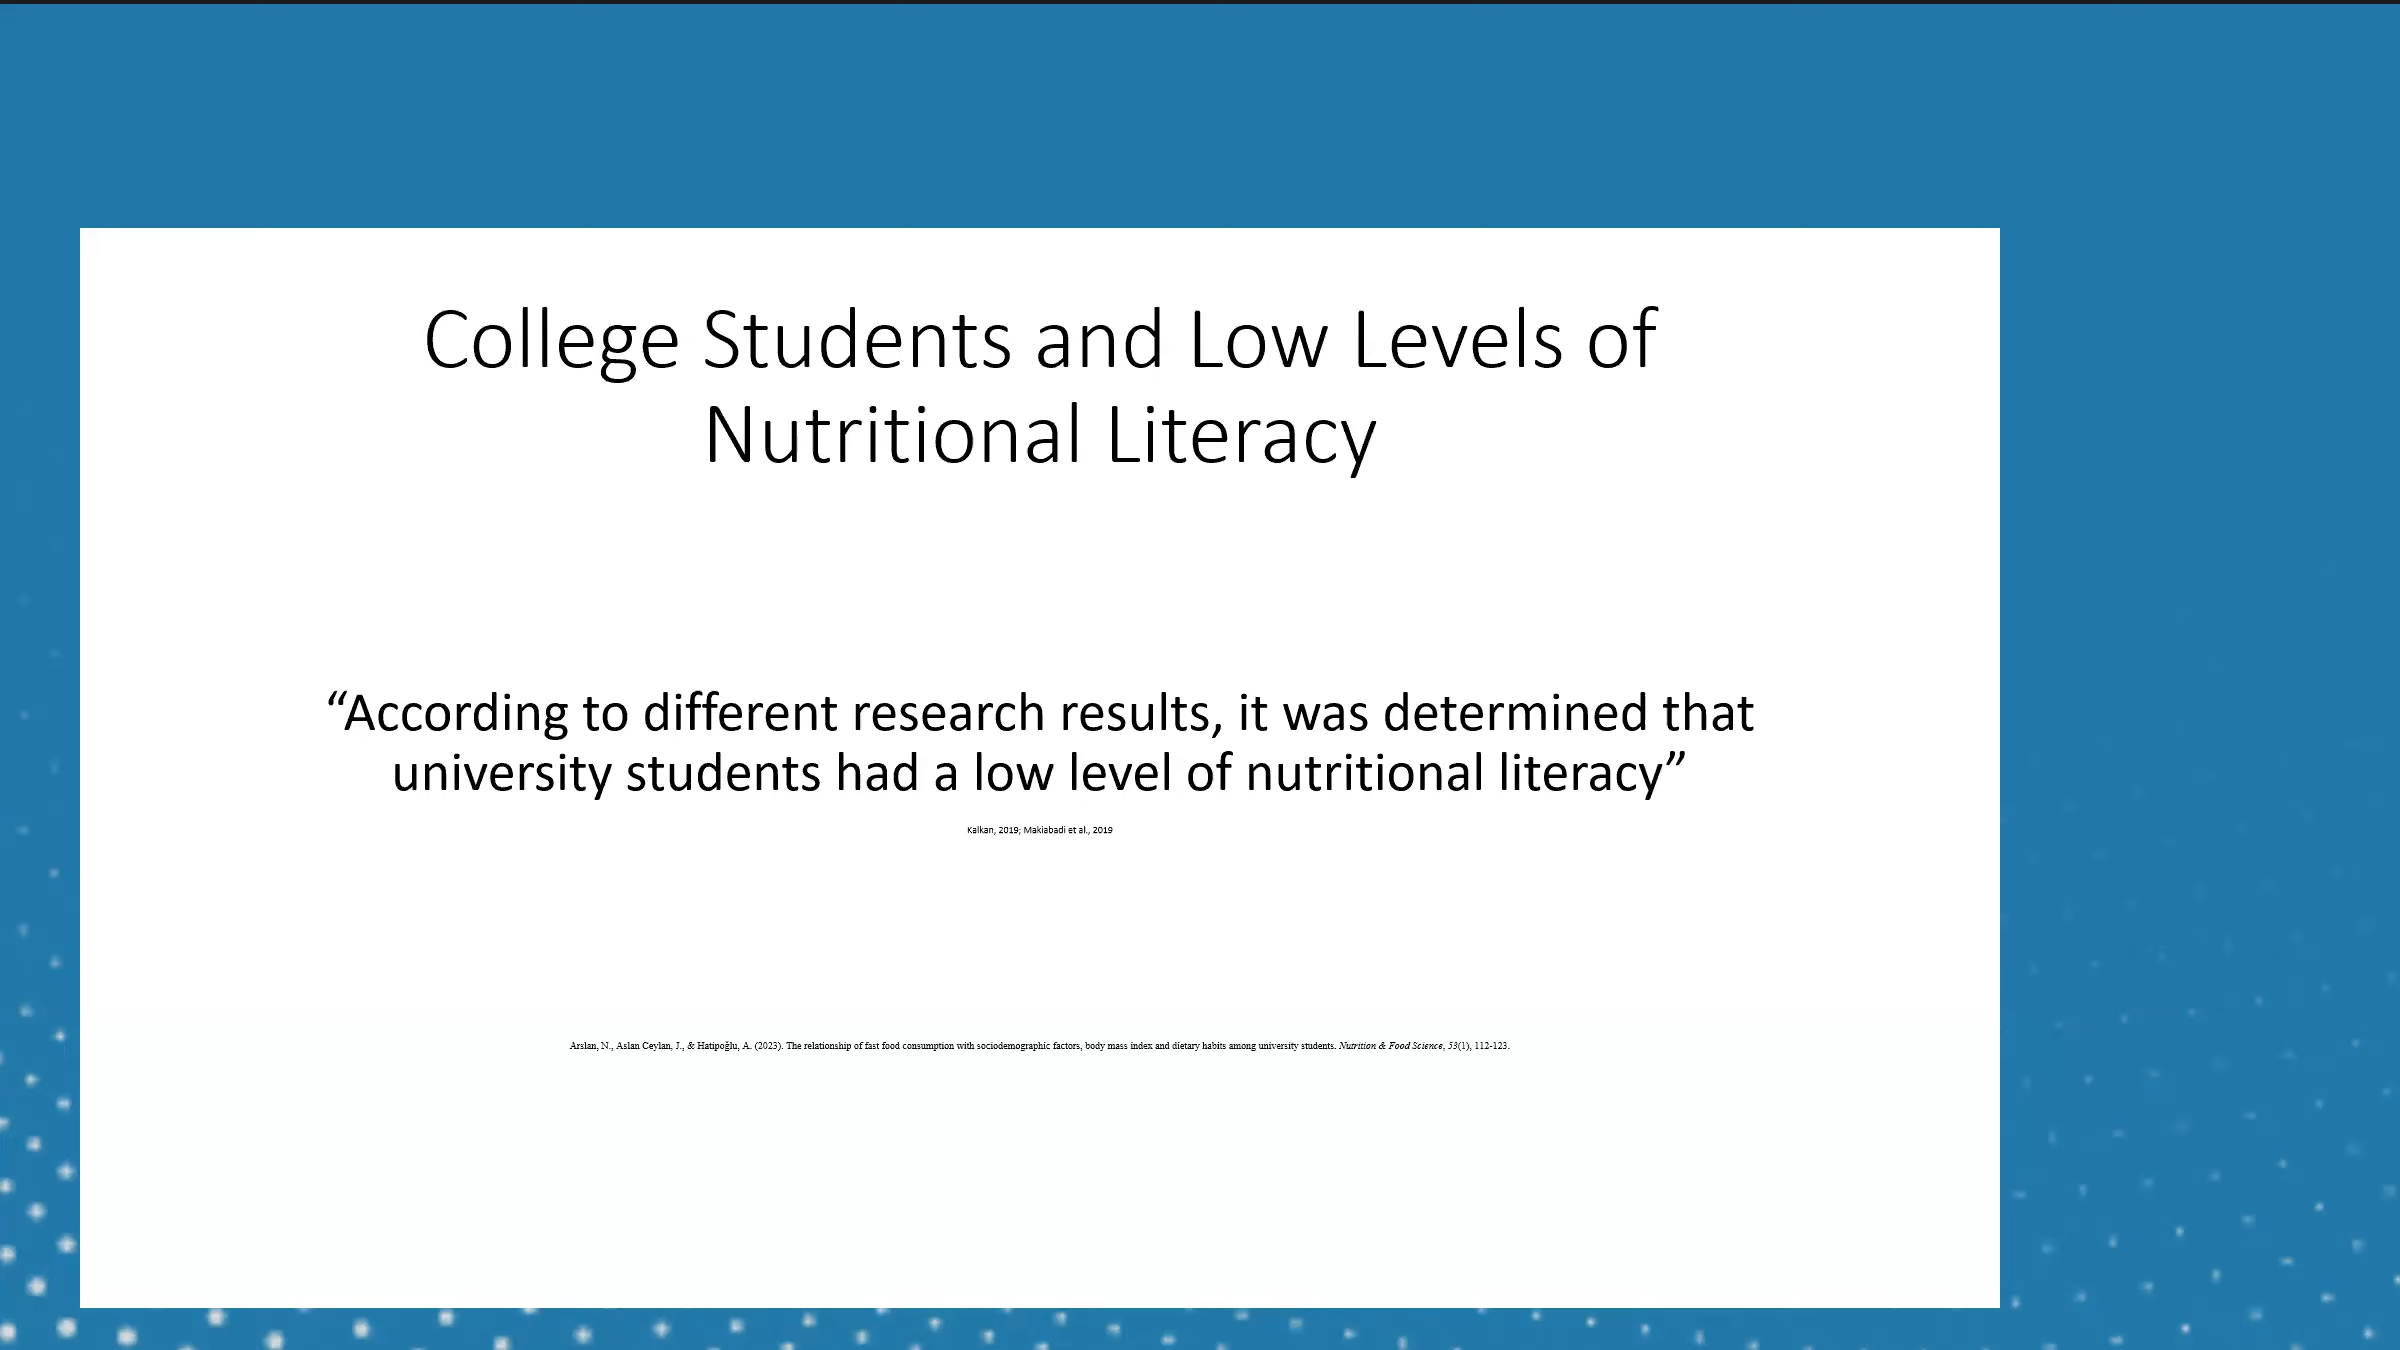 College Students and Low Levels of
Nutritional Literacy
“According to different research results, it was determined that
university students had a low level of nutritional literacy”
Kalkan, 2019; Makiabadi et al., 2019
Arslan, N., Aslan Ceylan, J., & Hatipoğlu, A. (2023). The relationship of fast food consumption with sociodemographic factors, body mass index and dietary habits among university students. Nutrition & Food Science, 53(1), 112-123.